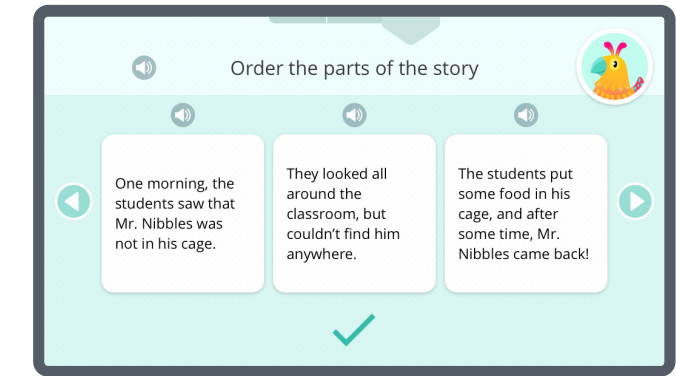 Order the parts of the story
One morning, the
students saw that
Mr. Nibbles was
not in his cage.
They looked all
around the
classroom, but
couldn't find him
anywhere.
The students put
some food in his
cage, and after
some time, Mr.
Nibbles came back!